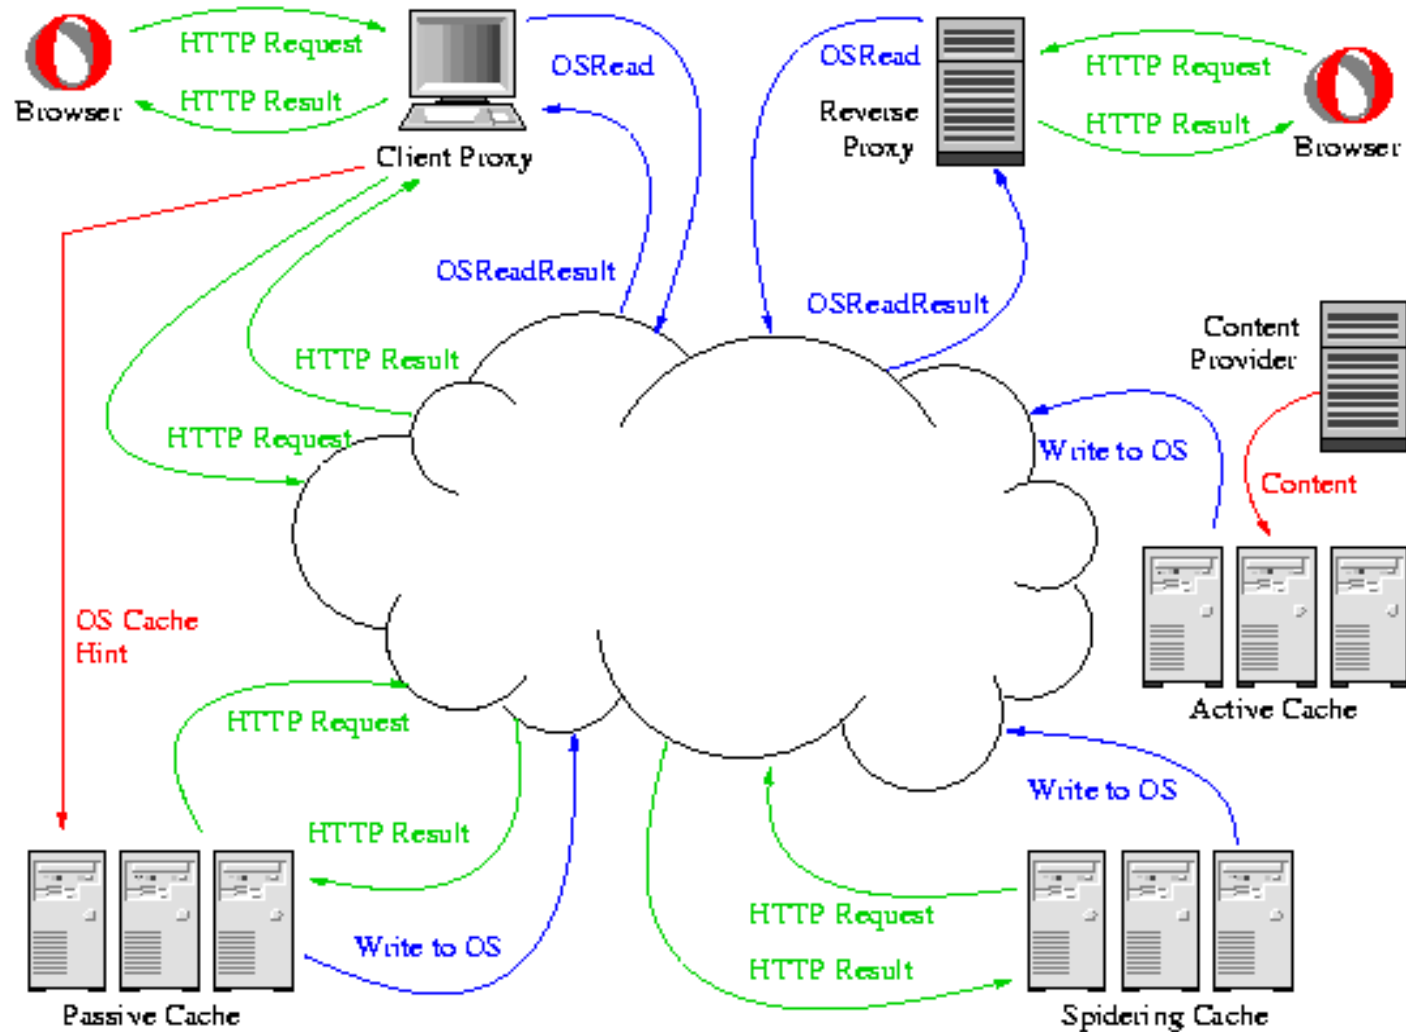 HTTP Request
OSRead
HTTP Result
Browser
Client Proxy
OSRead
Reverse
Proxy
HTTP Request
HTTP Result
Browser
OSReadResult
OSReadResult
HTTP Result
HTTP Request
Content
Provider
Write to OS
Content
Active Cache
OS Cache
Hint
HTTP Request
HTTP Result
Write to OS
Passive Cache
Write to OS
HTTP Request
HTTP Result
Spidering Cache